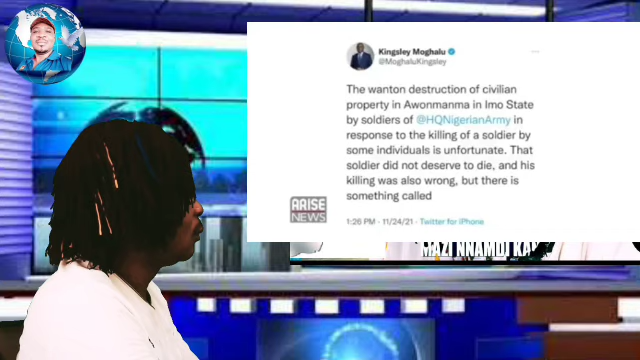 Kingsley Moghalu
@MoghaluKingsley
The wanton destruction of civilian
property in Awonmanma in Imo State
by soldiers of @HQNigerianArmy in
response to the killing of a soldier by
some individuals is unfortunate. That
soldier did not deserve to die, and his
killing was also wrong, but there is
something called
ARISE
NEWS
1:26 PM · 11/24/21 · Twitter for iPhone
MAZI NNAMDI KA